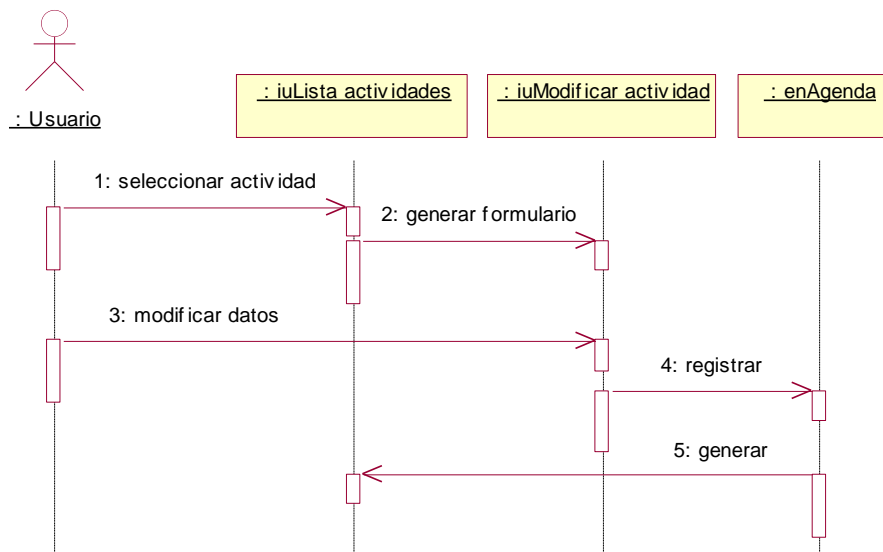 : Usuario
: iuLista actividades
: iuModificar actividad
: enAgenda
1: seleccionar actividad
2: generar formulario
3: modificar datos
4: registrar
5: generar